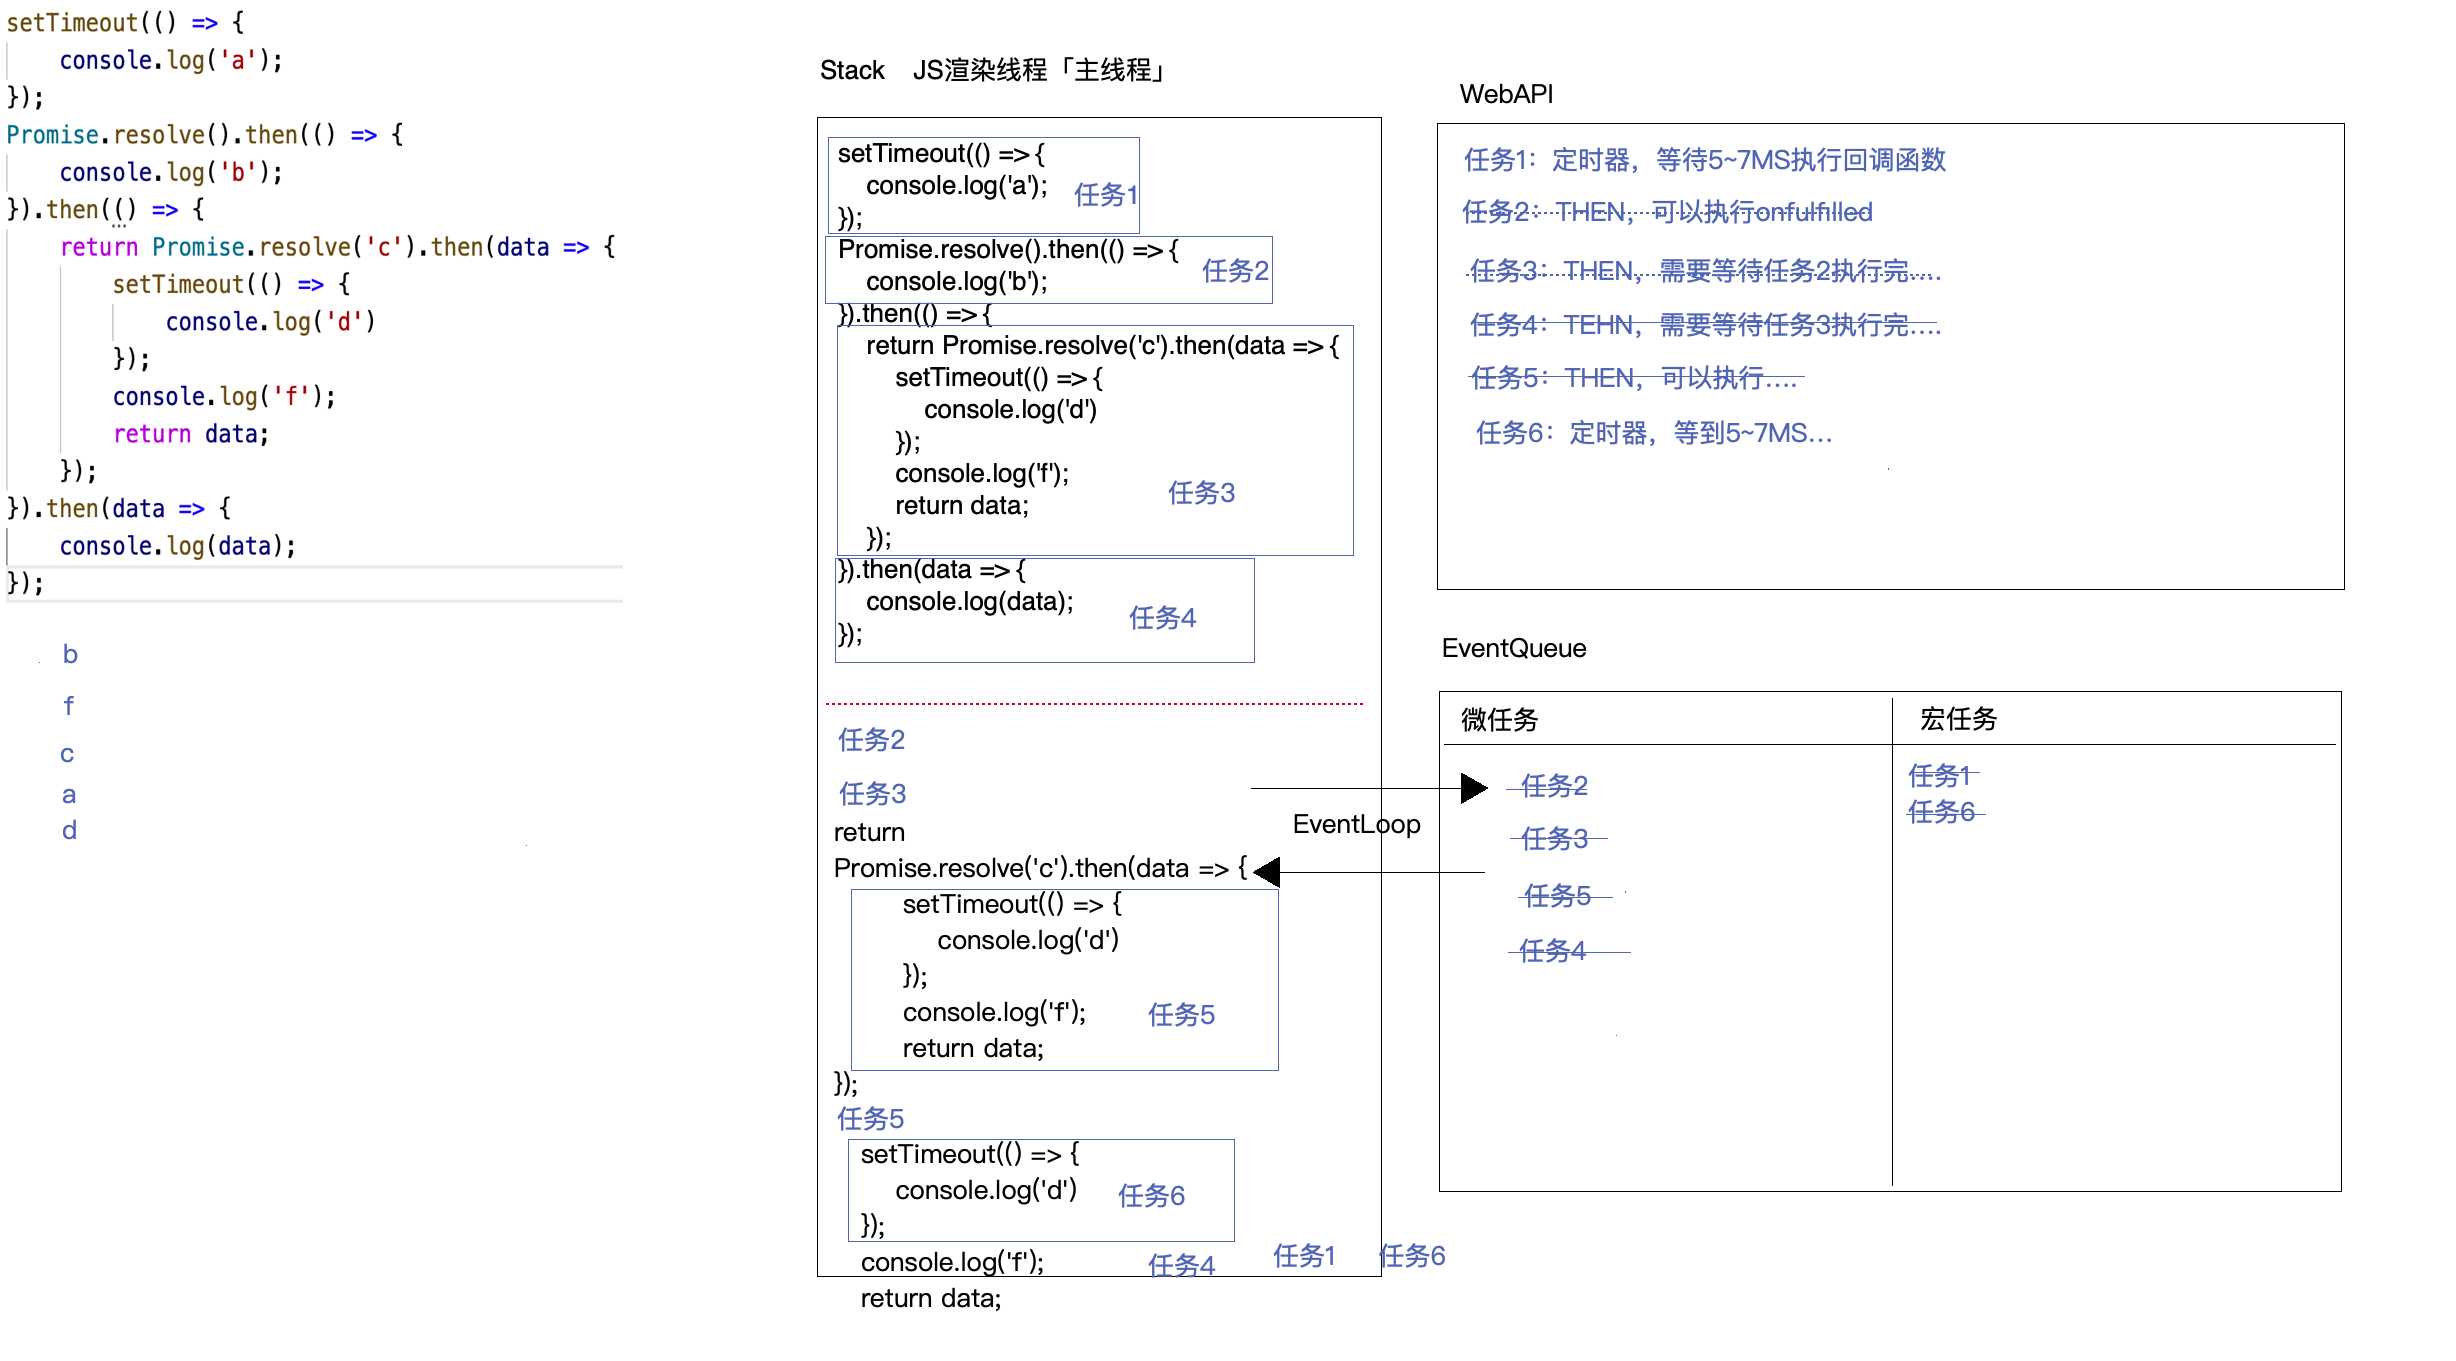 setTimeout(() => {
    console.log('a');
});
Promise.resolve().then(() => {
    console.log('b');
}).then(() => {
    return Promise.resolve('c').then(data => {
        setTimeout(() => {
            console.log('d')
        });
        console.log('f');
        return data;
    });
}).then(data => {
    console.log(data);
});
b
f
c
a
d
Stack JS渲染线程「主线程」
setTimeout(() => {
    console.log('a');
任务1
});
Promise.resolve().then(() => {
任务2
    console.log('b');
}).then(() => {
    return Promise.resolve('c').then(data => {
        setTimeout(() => {
            console.log('d')
        });
        console.log('f');
任务3
        return data;
    });
}).then(data => {
    console.log(data);
任务4
});
任务2
任务3
return
Promise.resolve('c').then(data => {
        setTimeout(() => {
            console.log('d')
        });
        console.log('f');
任务5
        return data;
});
任务5
setTimeout(() => {
    console.log('d')
任务6
});
console.log('f');
任务4
任务1
任务6
return data;
WebAPI
任务1：定时器，等待5~7MS执行回调函数
任务2：THEN，可以执行onfulfilled
任务3：THEN，需要等待任务2执行完....
任务4：TEHN，需要等待任务3执行完....
任务5：THEN，可以执行....
任务6：定时器，等到5~7MS...
EventLoop
EventQueue
微任务
任务2
任务3
任务5
任务4
宏任务
任务1
任务6